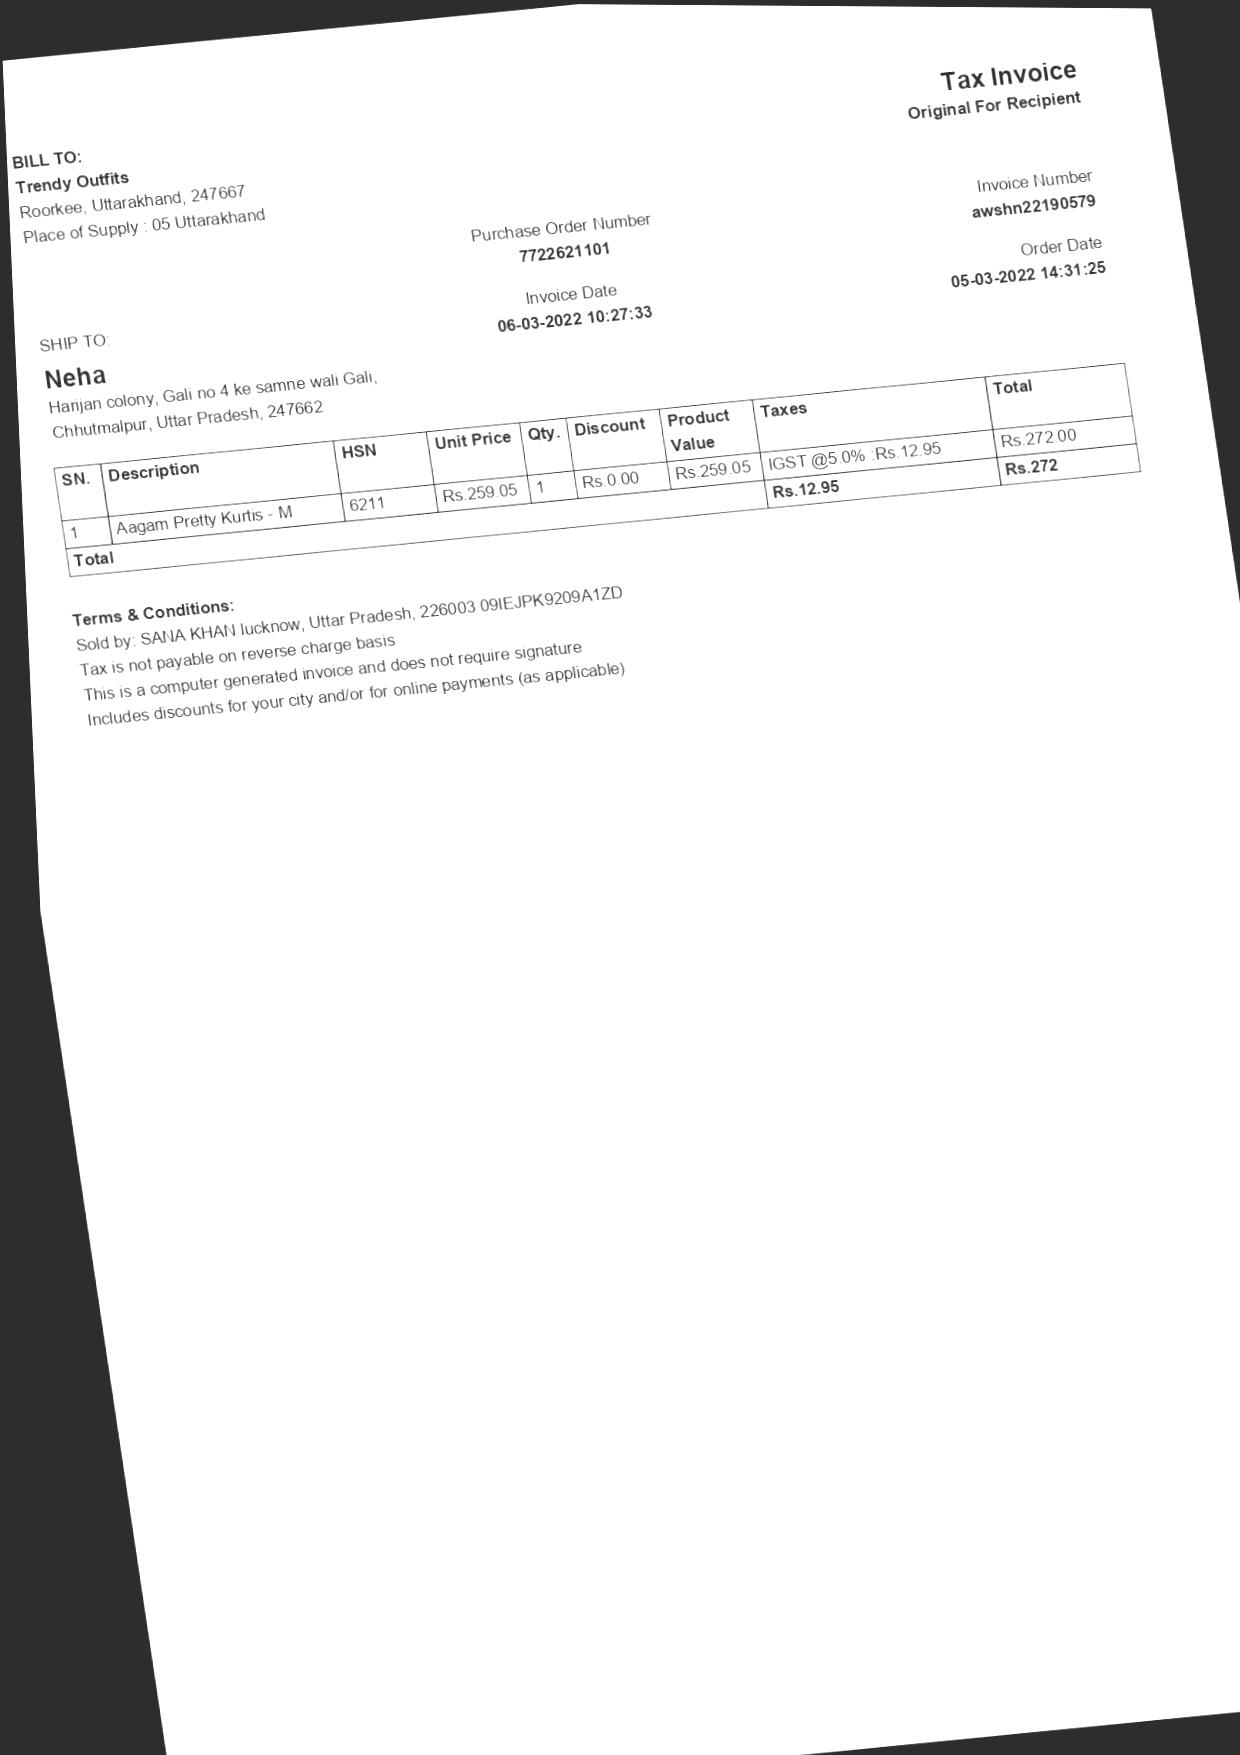 Tax Invoice
Original For Recipient
BILL TO:
Trendy Outfits
Roorkee, Uttarakhand, 247667
Place of Supply : 05 Uttarakhand
Purchase Order Number
7722621101
Invoice Number
awshn22190579
Invoice Date
06-03-2022 10:27:33
Order Date
05-03-2022 14:31:25
SHIP TO:
Neha
Harijan colony, Gali no 4 ke samne wali Gali,
Chhutmalpur, Uttar Pradesh, 247662
SN. Description HSN Unit Price Qty. Discount Product Value Taxes Total
1 Aagam Pretty Kurtis - M 6211 Rs.259.05 1 Rs.0.00 Rs.259.05 IGST @5.0% :Rs.12.95 Rs.272.00
Total Rs.12.95 Rs.272
Terms & Conditions:
Sold by: SANA KHAN lucknow, Uttar Pradesh, 226003 09IEJPK9209A1ZD
Tax is not payable on reverse charge basis
This is a computer generated invoice and does not require signature
Includes discounts for your city and/or for online payments (as applicable)